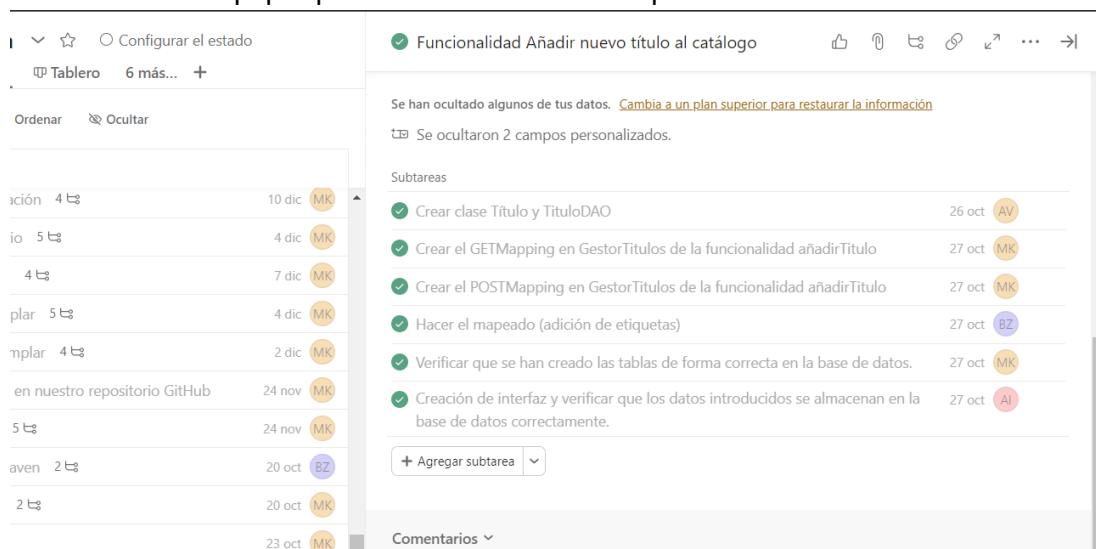 Configurar el estado
Tablero 6 más... +
Ordenar Ocultar
ación 4 10 dic MK
io 5 4 dic MK
4 7 dic MK
plar 5 4 dic MK
mplar 4 2 dic MK
en nuestro repositorio GitHub 24 nov MK
5 24 nov MK
aven 2 20 oct BZ
2 20 oct MK
23 oct MK
Funcionalidad Añadir nuevo título al catálogo
Se han ocultado algunos de tus datos. Cambia a un plan superior para restaurar la información
Se ocultaron 2 campos personalizados.
Subtareas
Crear clase Título y TituloDAO 26 oct AV
Crear el GETMapping en GestorTitulos de la funcionalidad añadirTitulo 27 oct MK
Crear el POSTMapping en GestorTitulos de la funcionalidad añadirTitulo 27 oct MK
Hacer el mapeado (adición de etiquetas) 27 oct BZ
Verificar que se han creado las tablas de forma correcta en la base de datos. 27 oct MK
Creación de interfaz y verificar que los datos introducidos se almacenan en la 27 oct AI
base de datos correctamente.
+ Agregar subtarea
Comentarios